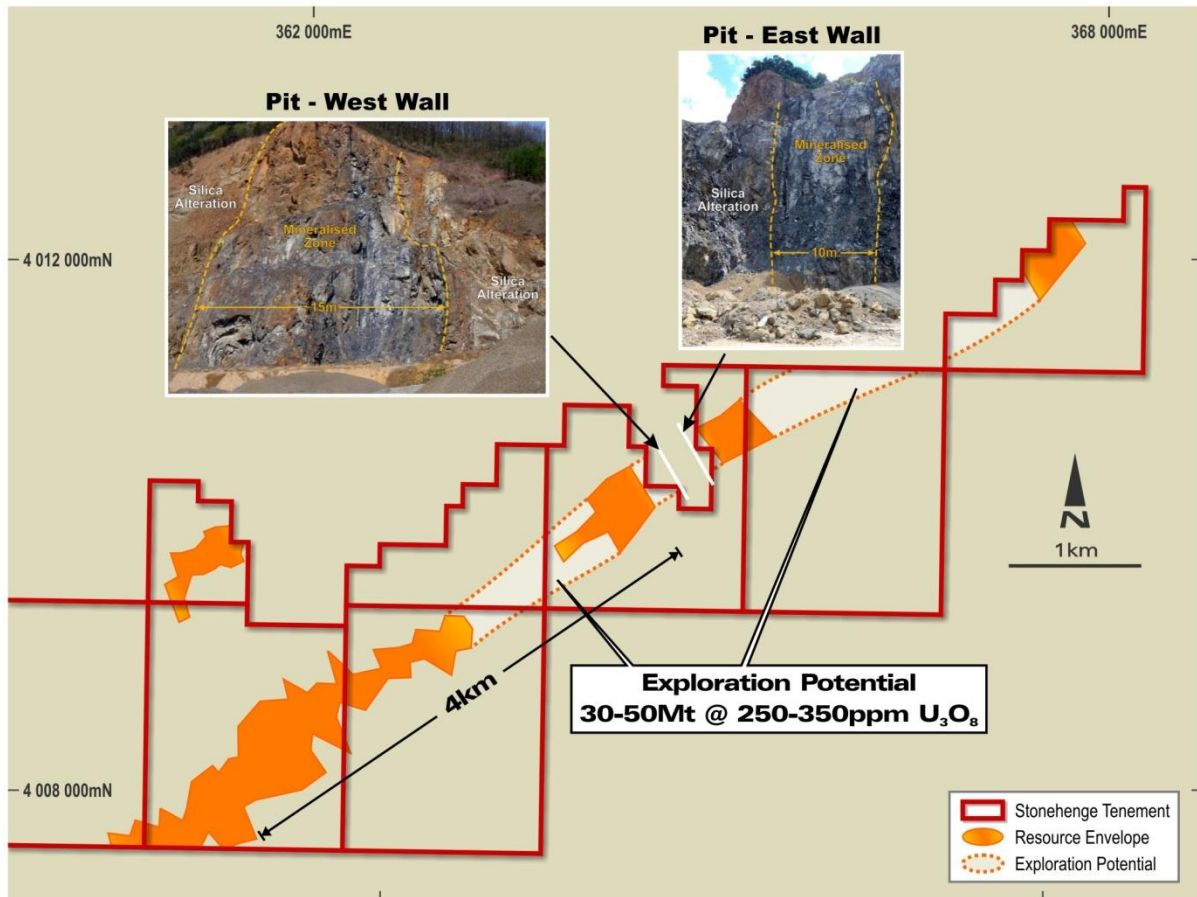 362 000mE
368 000mE
Pit - West Wall
Pit - East Wall
Silica
Alteration
Mineralised
Zone
15m
Silica
Alteration
Mineralised
Zone
Silica
Alteration
10m
4 012 000mN
N
1km
4km
Exploration Potential
30-50Mt @ 250-350ppm U₃O₈
4 008 000mN
Stonehenge Tenement
Resource Envelope
Exploration Potential